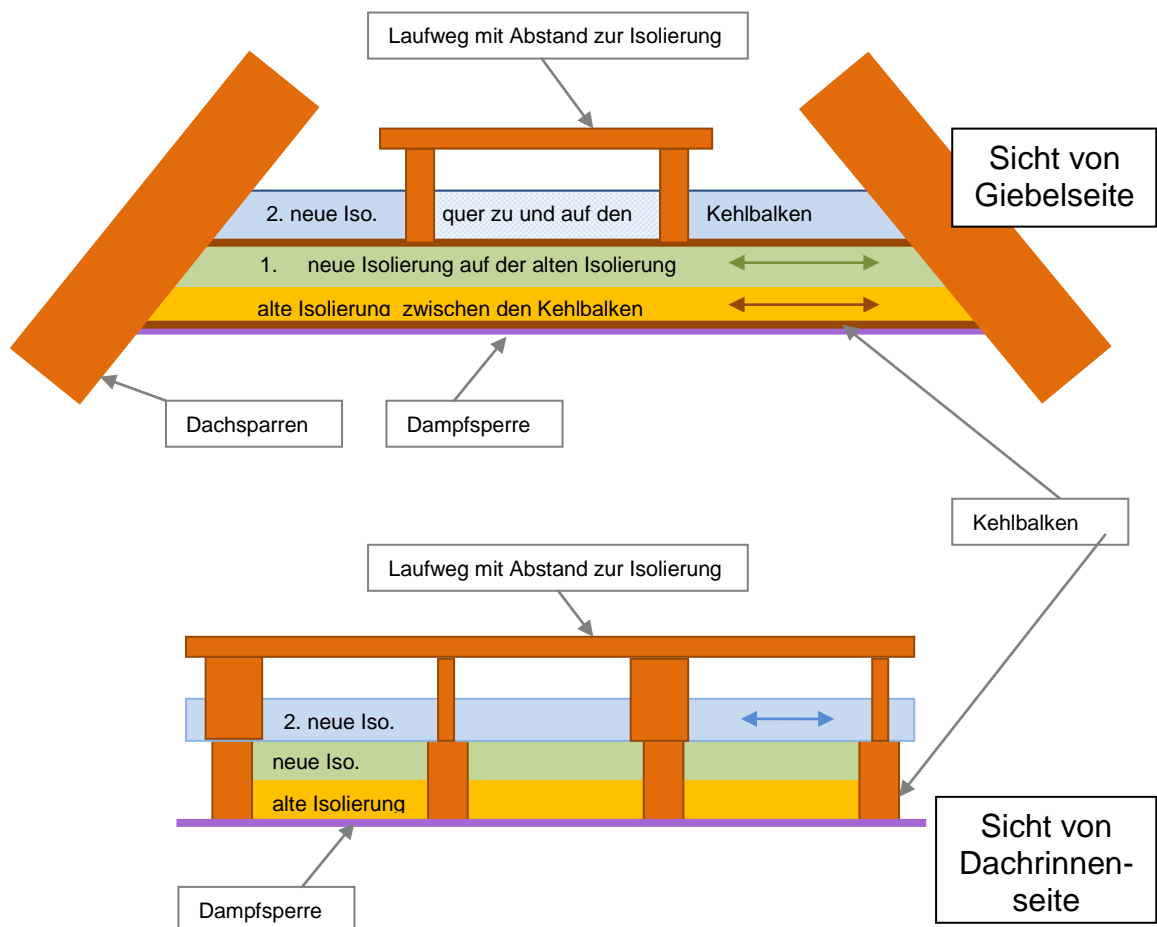 Laufweg mit Abstand zur Isolierung
Sicht von
Giebelseite
2. neue Iso. quer zu und auf den Kehlbalken
1. neue Isolierung auf der alten Isolierung
alte Isolierung zwischen den Kehlbalken
Dachsparren
Dampfsperre
Kehlbalken
Laufweg mit Abstand zur Isolierung
2. neue Iso.
neue Iso.
alte Isolierung
Sicht von
Dachrinnen-
seite
Dampfsperre